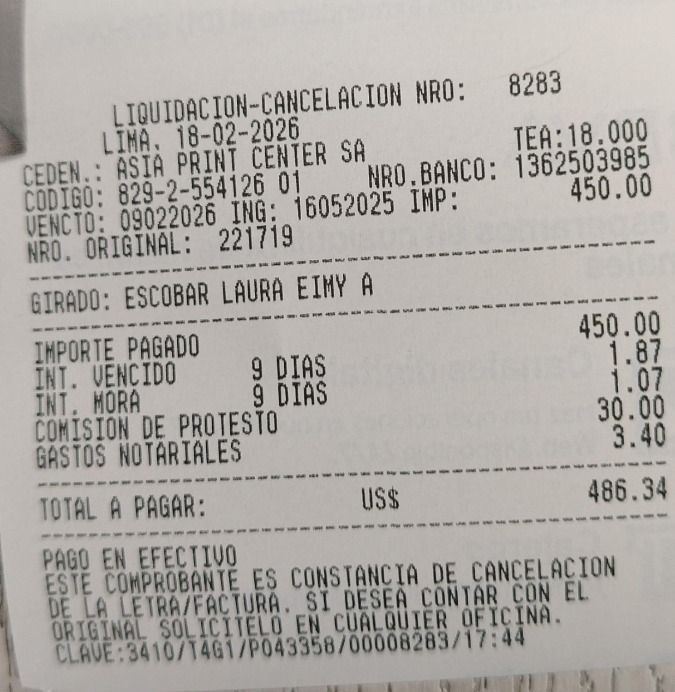 LIQUIDACION-CANCELACION NRO: 8283
LIMA, 18-02-2026
CEDEN.: ASIA PRINT CENTER SA TEA:18.000
CODIGO: 829-2-554126 01 NRO.BANCO: 1362503985
VENCTO: 09022026 ING: 16052025 IMP: 450.00
NRO. ORIGINAL: 221719
GIRADO: ESCOBAR LAURA EIMY A
IMPORTE PAGADO 450.00
INT. VENCIDO 9 DIAS 1.87
INT. MORA 9 DIAS 1.07
COMISION DE PROTESTO 30.00
GASTOS NOTARIALES 3.40
TOTAL A PAGAR: US$ 486.34
PAGO EN EFECTIVO
ESTE COMPROBANTE ES CONSTANCIA DE CANCELACION
DE LA LETRA/FACTURA. SI DESEA CONTAR CON EL
ORIGINAL SOLICITELO EN CUALQUIER OFICINA.
CLAVE:3410/T4G1/P043358/00008283/17:44